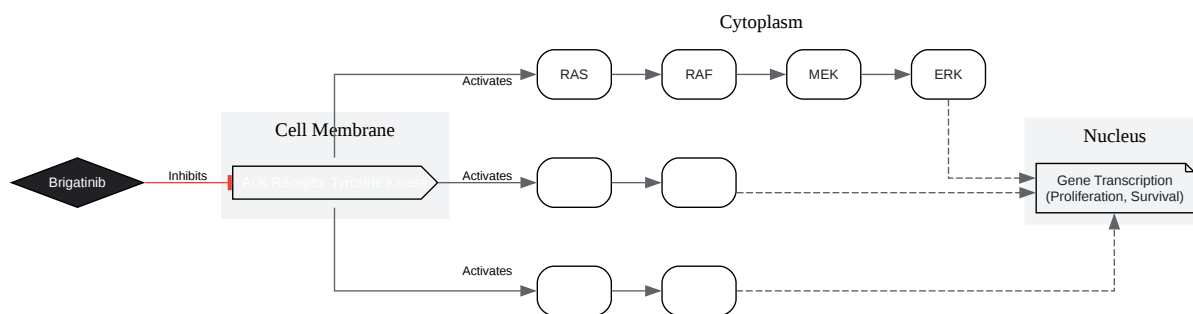 Cytoplasm
RAS
RAF
MEK
ERK
Activates
Cell Membrane
Nucleus
Brigatinib
Inhibits
ALK Receptor Tyrosine Kinase
Activates
Gene Transcription
(Proliferation, Survival)
Activates